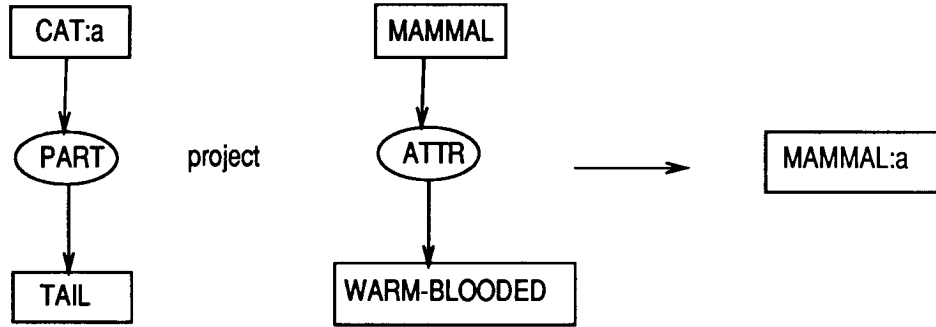 CAT:a
PART
TAIL
project
MAMMAL
ATTR
WARM-BLOODED
MAMMAL:a